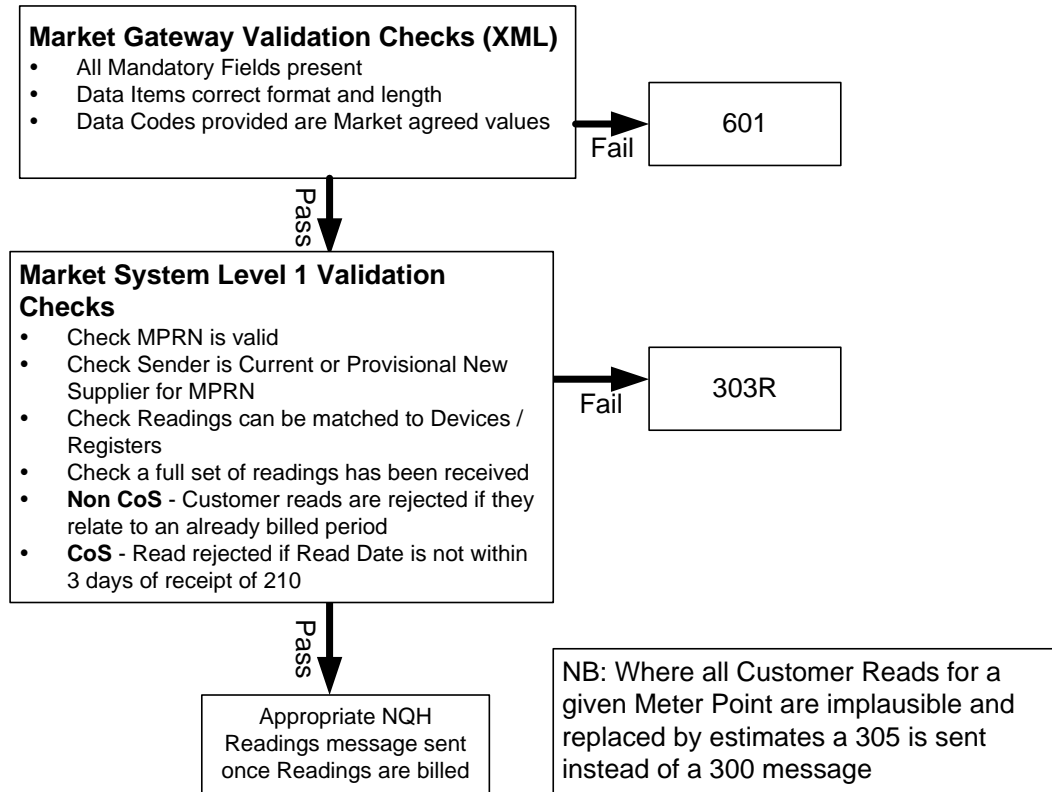 Market Gateway Validation Checks (XML)
• All Mandatory Fields present
• Data Items correct format and length
• Data Codes provided are Market agreed values
601
Fail
Pass
Market System Level 1 Validation
Checks
• Check MPRN is valid
• Check Sender is Current or Provisional New
Supplier for MPRN
• Check Readings can be matched to Devices /
Registers
• Check a full set of readings has been received
• Non CoS - Customer reads are rejected if they
relate to an already billed period
• CoS - Read rejected if Read Date is not within
3 days of receipt of 210
303R
Fail
Pass
Appropriate NQH
Readings message sent
once Readings are billed
NB: Where all Customer Reads for a
given Meter Point are implausible and
replaced by estimates a 305 is sent
instead of a 300 message